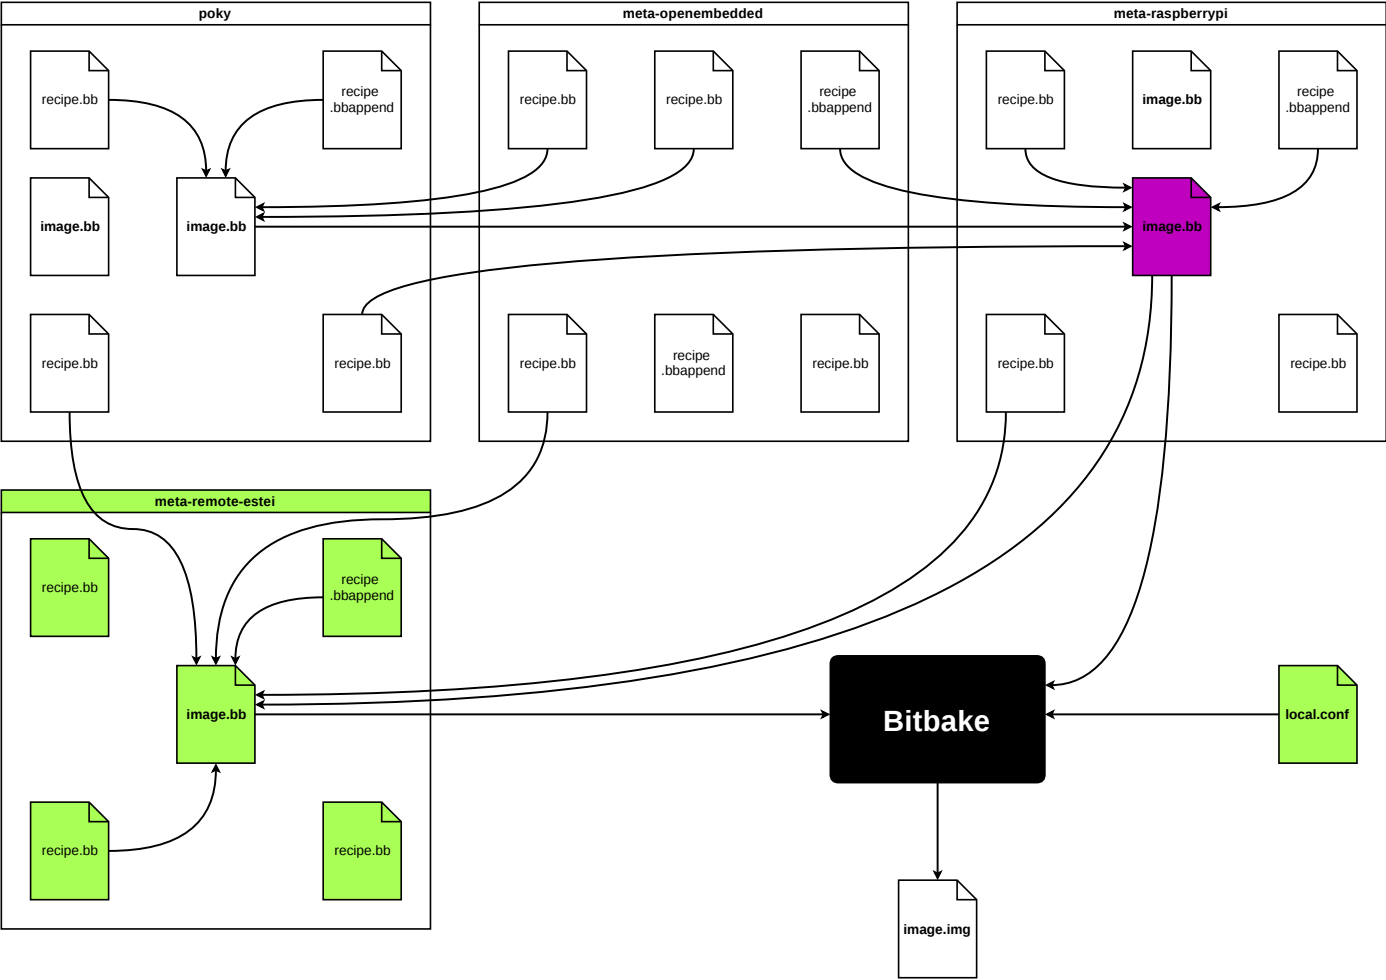 poky
recipe.bb
recipe
.bbappend
image.bb
image.bb
recipe.bb
recipe.bb
meta-openembedded
recipe.bb
recipe.bb
recipe
.bbappend
recipe.bb
recipe
.bbappend
recipe.bb
meta-raspberrypi
recipe.bb
image.bb
recipe
.bbappend
image.bb
recipe.bb
recipe.bb
meta-remote-estei
recipe.bb
recipe
.bbappend
image.bb
recipe.bb
recipe.bb
Bitbake
local.conf
image.img